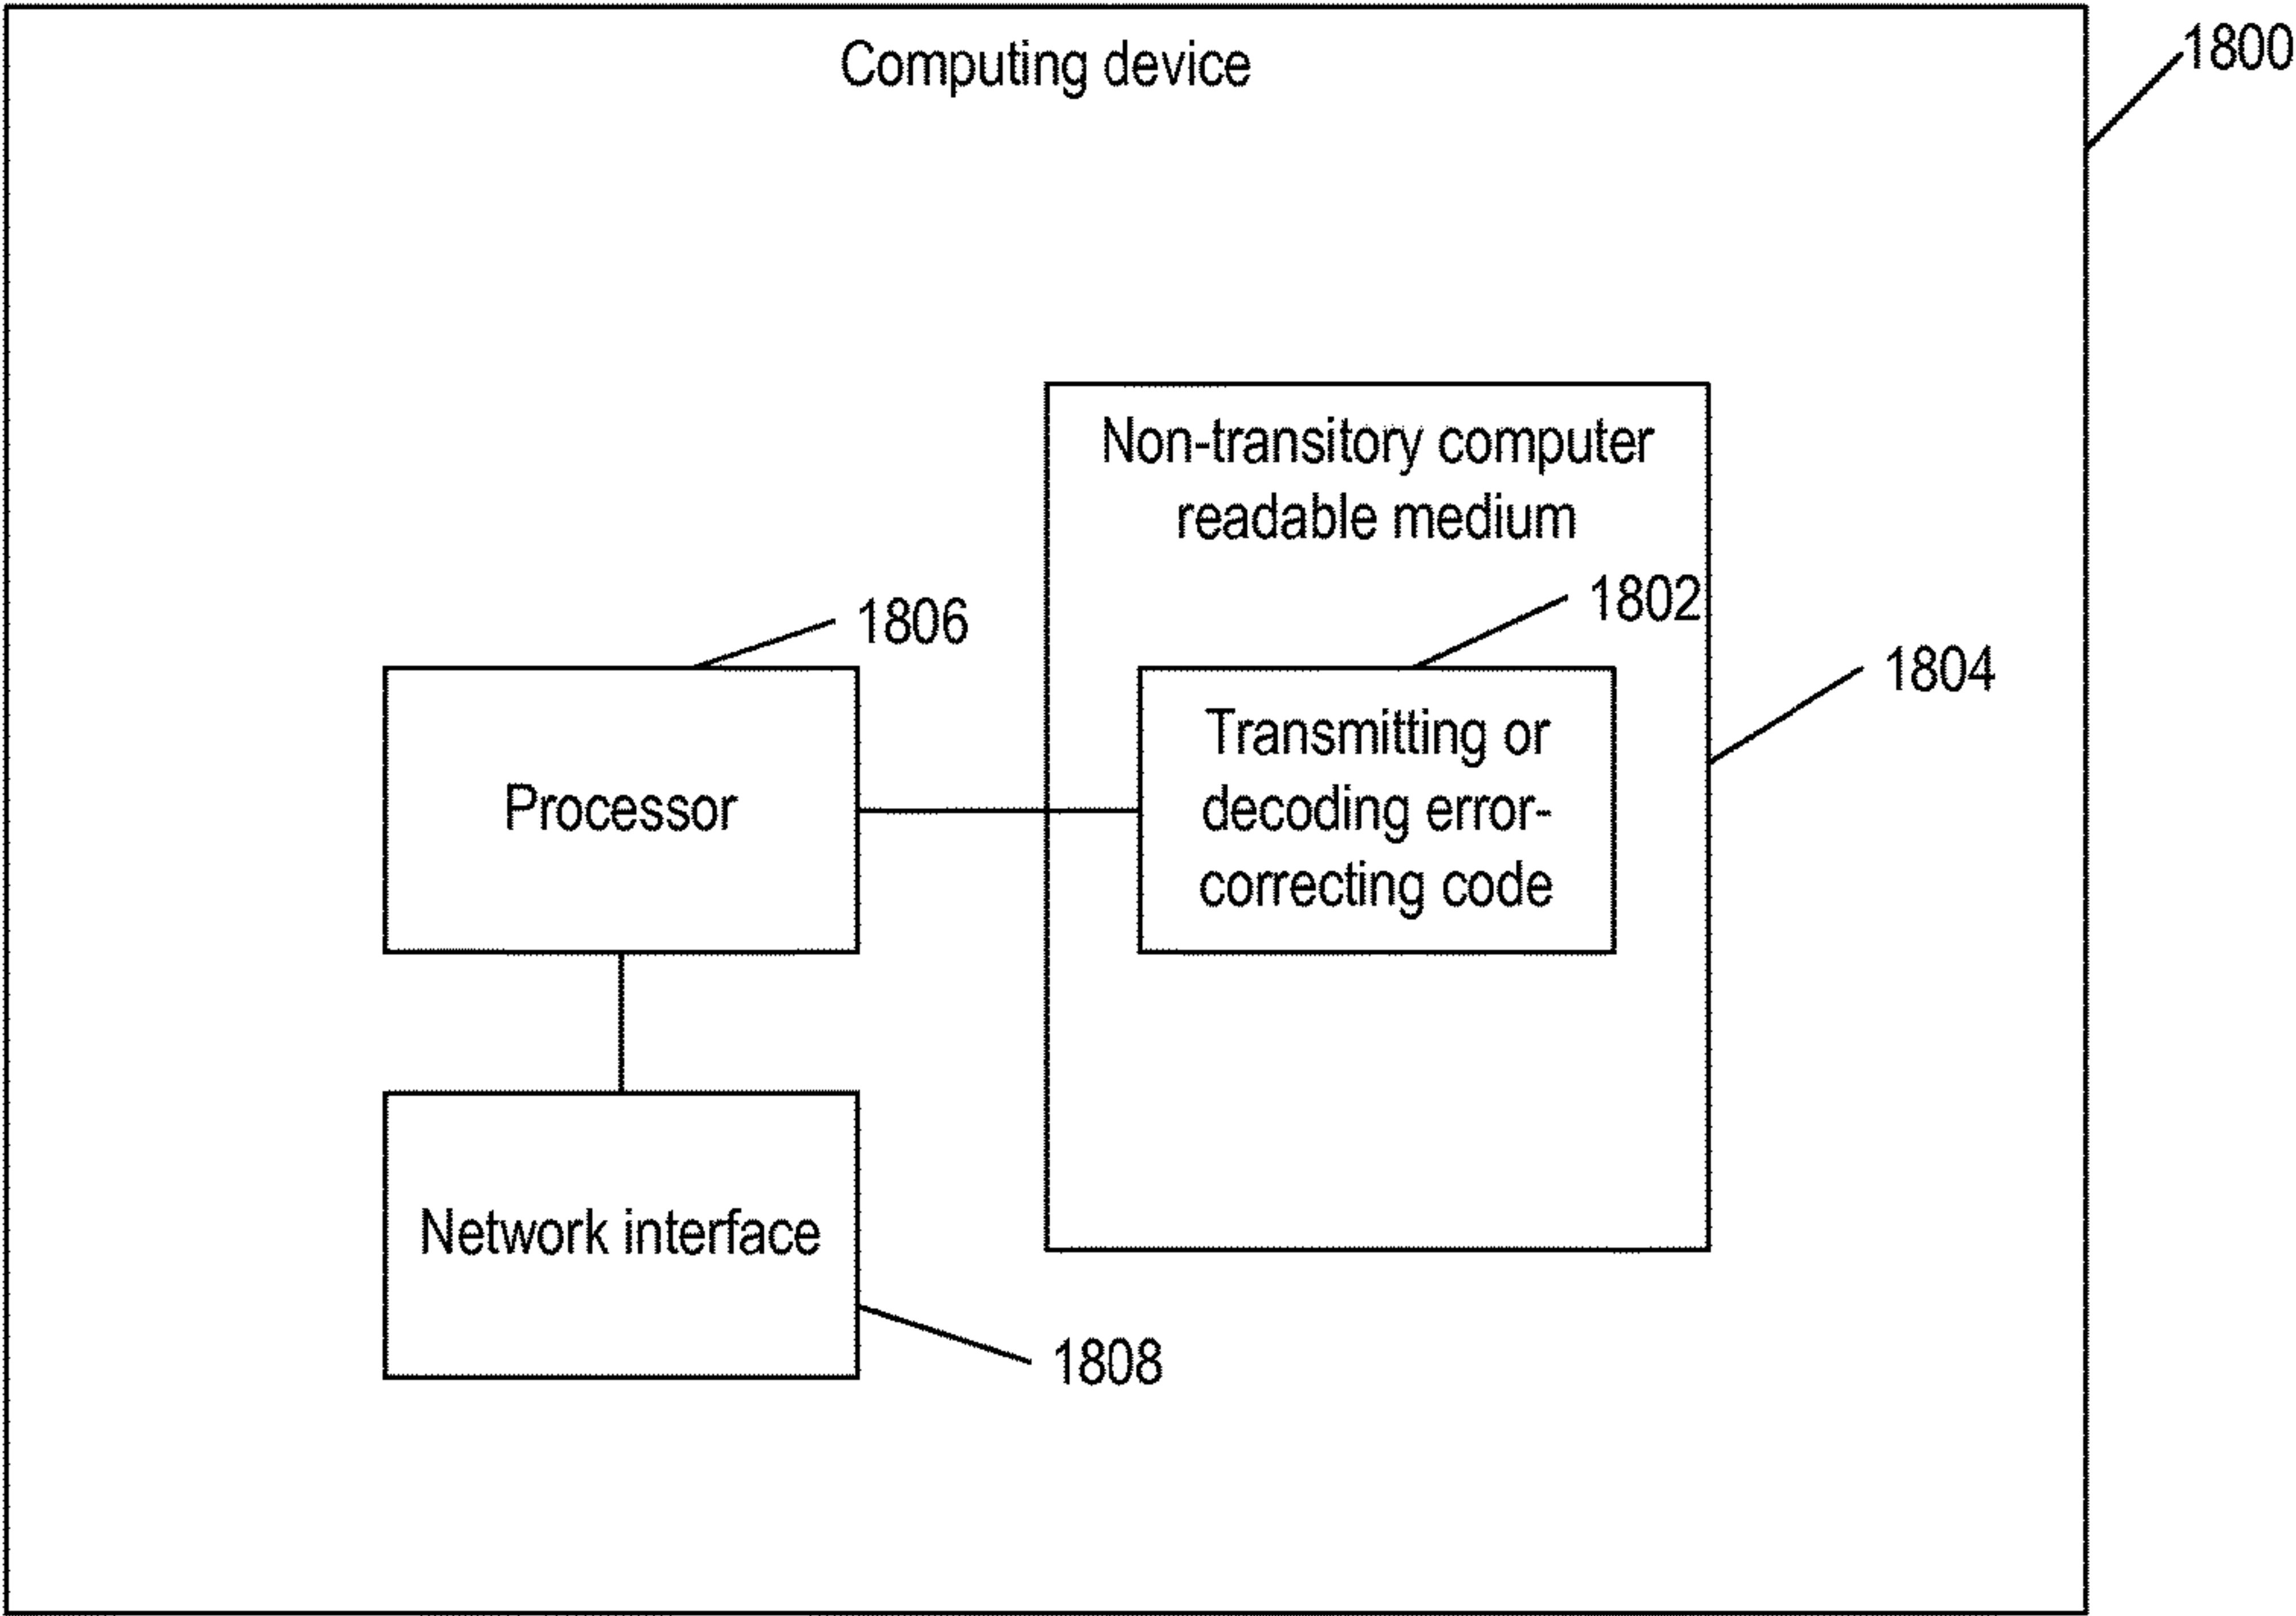 Computing device
1800
Non-transitory computer
readable medium
1802
1806
1804
Transmitting or
decoding error-
correcting code
Processor
Network interface
1808